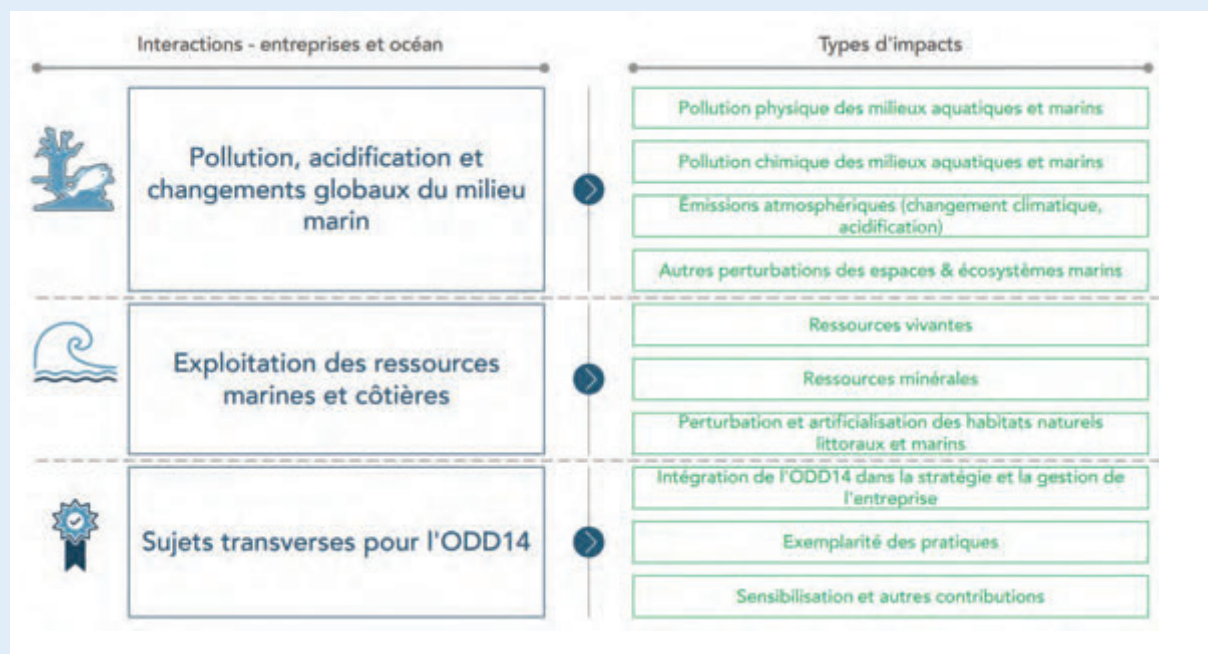 Interactions - entreprises et océan
Types d'impacts
Pollution, acidification et
changements globaux du milieu
marin
Pollution physique des milieux aquatiques et marins
Pollution chimique des milieux aquatiques et marins
Émissions atmosphériques (changement climatique,
acidification)
Autres perturbations des espaces & écosystèmes marins
Exploitation des ressources
marines et côtières
Ressources vivantes
Ressources minérales
Perturbation et artificialisation des habitats naturels
littoraux et marins
Sujets transverses pour l'ODD14
Intégration de l'ODD14 dans la stratégie et la gestion de
l'entreprise
Exemplarité des pratiques
Sensibilisation et autres contributions